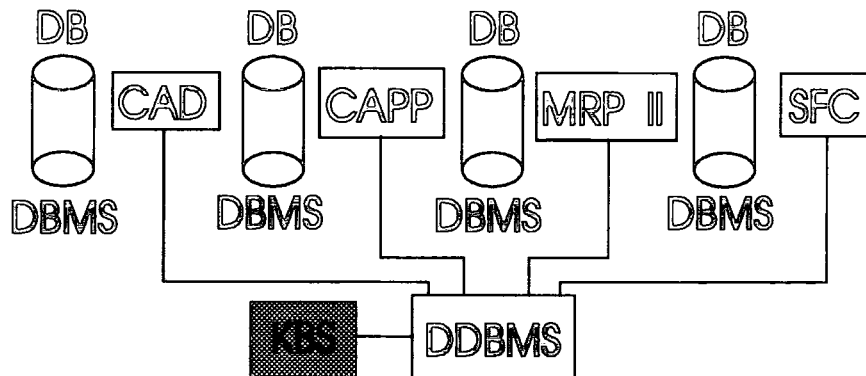 DB DB DB DB
CAD CAPP MRP II SFC
DBMS DBMS DBMS DBMS
KBS DDBMS